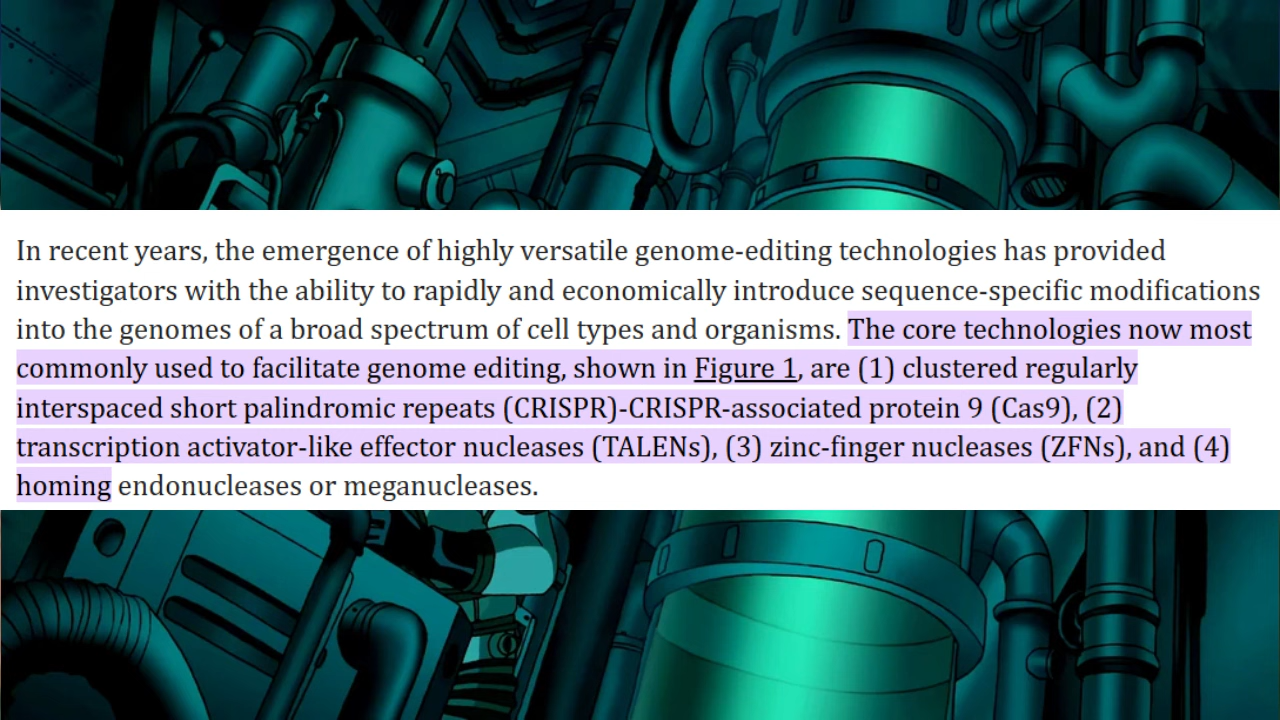 In recent years, the emergence of highly versatile genome-editing technologies has provided
investigators with the ability to rapidly and economically introduce sequence-specific modifications
into the genomes of a broad spectrum of cell types and organisms. The core technologies now most
commonly used to facilitate genome editing, shown in Figure 1, are (1) clustered regularly
interspaced short palindromic repeats (CRISPR)-CRISPR-associated protein 9 (Cas9), (2)
transcription activator-like effector nucleases (TALENs), (3) zinc-finger nucleases (ZFNs), and (4)
homing endonucleases or meganucleases.